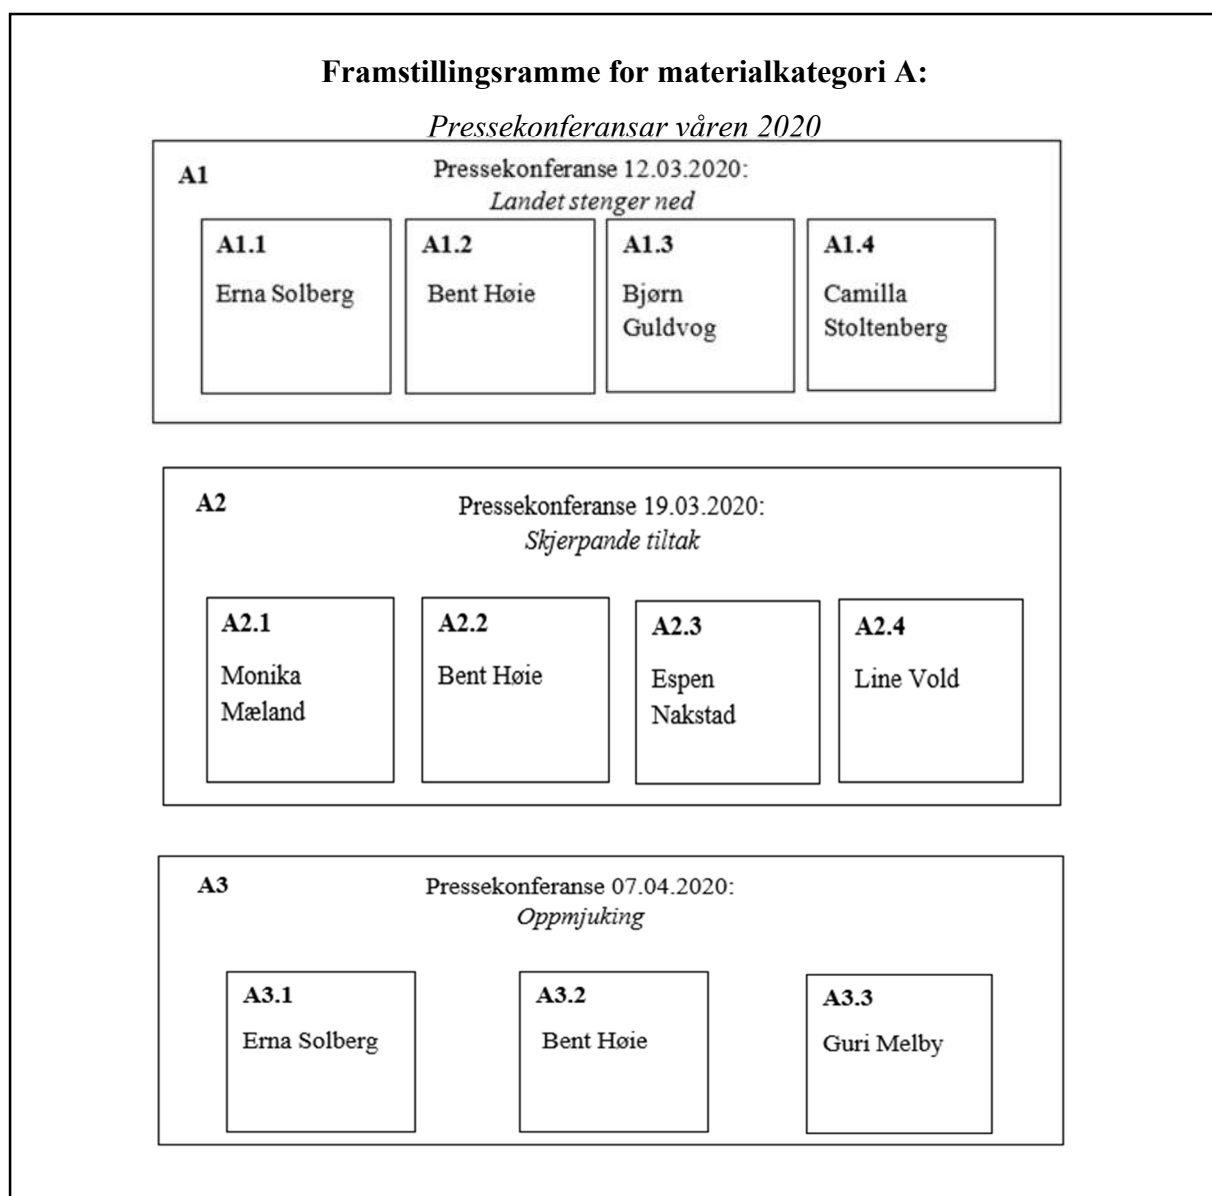 Framstillingsramme for materialkategori A:
Pressekonferansar våren 2020
A1
Pressekonferanse 12.03.2020:
Landet stenger ned
A1.1
Erna Solberg
A1.2
Bent Høie
A1.3
Bjørn
Guldvog
A1.4
Camilla
Stoltenberg
A2
Pressekonferanse 19.03.2020:
Skjerpande tiltak
A2.1
Monika
Mæland
A2.2
Bent Høie
A2.3
Espen
Nakstad
A2.4
Line Vold
A3
Pressekonferanse 07.04.2020:
Oppmjuking
A3.1
Erna Solberg
A3.2
Bent Høie
A3.3
Guri Melby